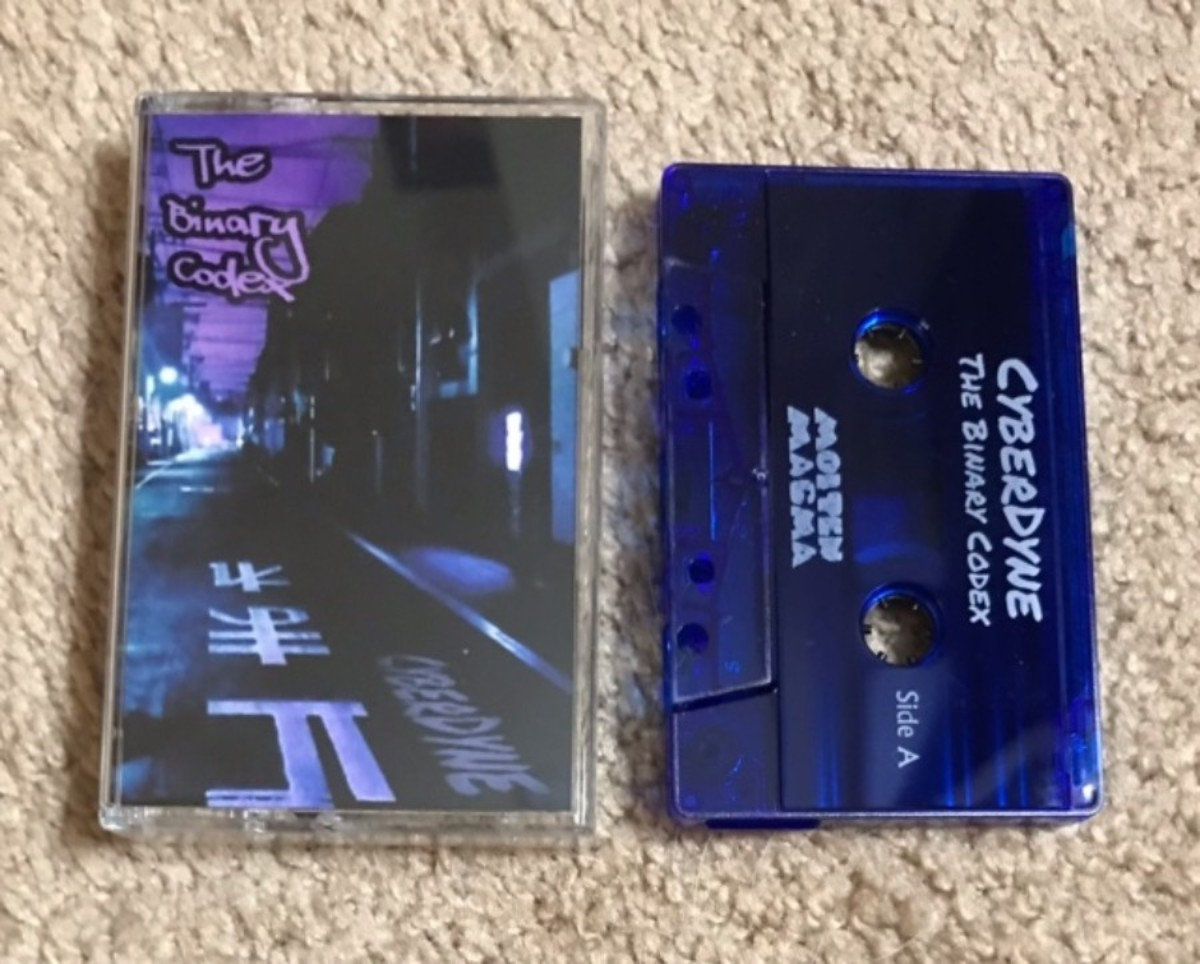 The
Binary
Codex
CYBERDYNE
CYBERDYNE
THE BINARY CODEX
MOLTEN
MAGMA
Side A